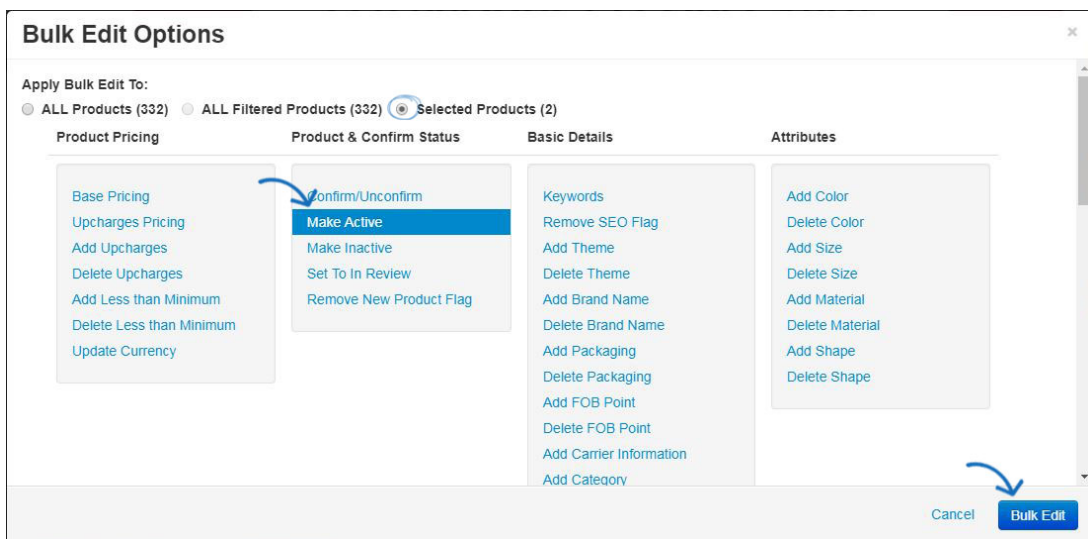 Bulk Edit Options
×
Apply Bulk Edit To:
ALL Products (332) ALL Filtered Products (332) Selected Products (2)
Product Pricing
Base Pricing
Upcharges Pricing
Add Upcharges
Delete Upcharges
Add Less than Minimum
Delete Less than Minimum
Update Currency
Product & Confirm Status
Confirm/Unconfirm
Make Active
Make Inactive
Set To In Review
Remove New Product Flag
Basic Details
Keywords
Remove SEO Flag
Add Theme
Delete Theme
Add Brand Name
Delete Brand Name
Add Packaging
Delete Packaging
Add FOB Point
Delete FOB Point
Add Carrier Information
Add Category
Attributes
Add Color
Delete Color
Add Size
Delete Size
Add Material
Delete Material
Add Shape
Delete Shape
Cancel
Bulk Edit